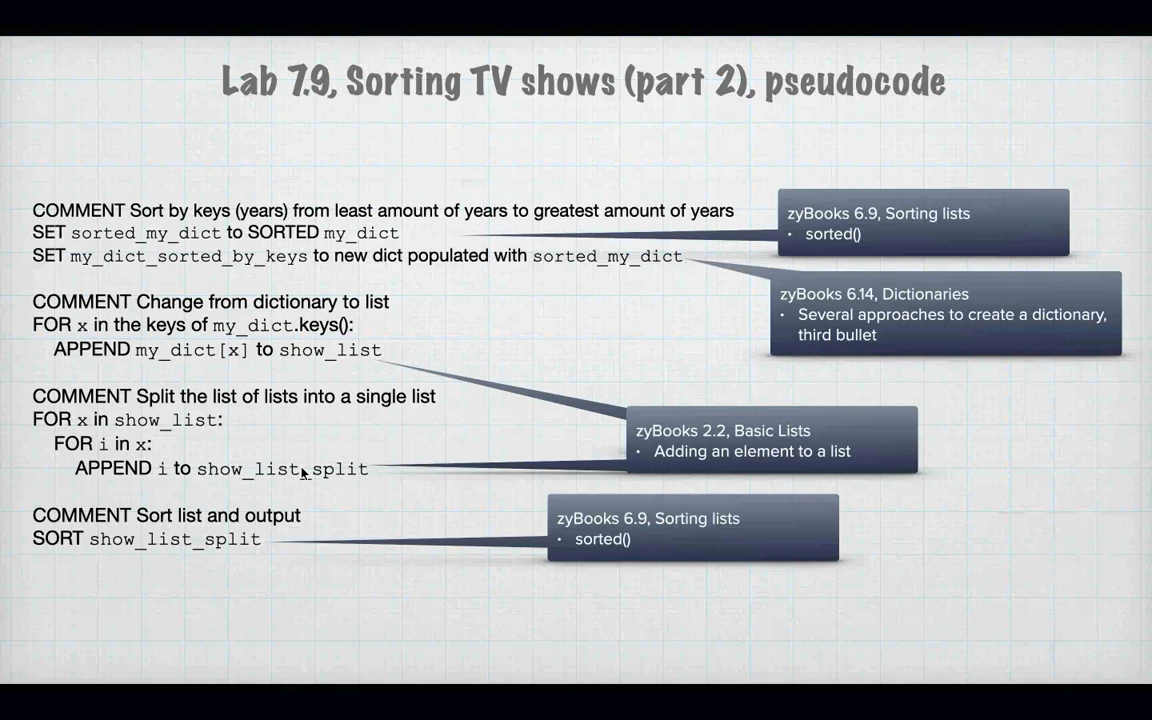 Lab 7.9, Sorting TV shows (part 2), pseudocode
COMMENT Sort by keys (years) from least amount of years to greatest amount of years
SET sorted_my_dict to SORTED my_dict
SET my_dict_sorted_by_keys to new dict populated with sorted_my_dict
zyBooks 6.9, Sorting lists
• sorted()
zyBooks 6.14, Dictionaries
• Several approaches to create a dictionary,
third bullet
COMMENT Change from dictionary to list
FOR x in the keys of my_dict.keys():
APPEND my_dict[x] to show_list
COMMENT Split the list of lists into a single list
FOR x in show_list:
FOR i in x:
APPEND i to show_list_split
zyBooks 2.2, Basic Lists
• Adding an element to a list
COMMENT Sort list and output
SORT show_list_split
zyBooks 6.9, Sorting lists
• sorted()